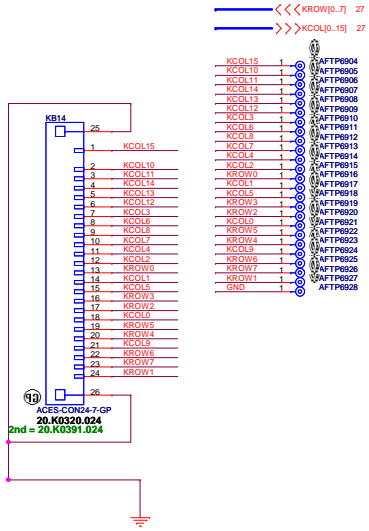 KROW[0..7] 27
KCOL[0..15] 27
KCOL15 1 AFTP6904
KCOL10 1 AFTP6905
KCOL11 1 AFTP6906
KCOL14 1 AFTP6907
KCOL13 1 AFTP6908
KCOL12 1 AFTP6909
KCOL3 1 AFTP6910
KCOL6 1 AFTP6911
KCOL8 1 AFTP6912
KCOL7 1 AFTP6913
KCOL4 1 AFTP6914
KCOL2 1 AFTP6915
KROW0 1 AFTP6916
KCOL1 1 AFTP6917
KCOL5 1 AFTP6918
KROW3 1 AFTP6919
KROW2 1 AFTP6920
KCOL0 1 AFTP6921
KROW5 1 AFTP6922
KROW4 1 AFTP6923
KCOL9 1 AFTP6924
KROW6 1 AFTP6925
KROW7 1 AFTP6926
KROW1 1 AFTP6927
GND 1 AFTP6928
KB14
25
1 KCOL15
2 KCOL10
3 KCOL11
4 KCOL14
5 KCOL13
6 KCOL12
7 KCOL3
8 KCOL6
9 KCOL8
10 KCOL7
11 KCOL4
12 KCOL2
13 KROW0
14 KCOL1
15 KCOL5
16 KROW3
17 KROW2
18 KCOL0
19 KROW5
20 KROW4
21 KCOL9
22 KROW6
23 KROW7
24 KROW1
26
ACES-CON24-7-GP
20.K0320.024
2nd = 20.K0391.024